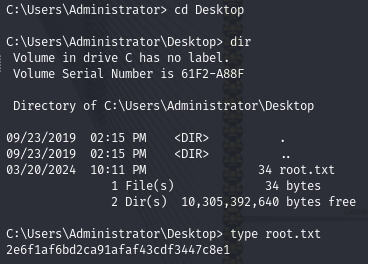 C:\Users\Administrator> cd Desktop
C:\Users\Administrator\Desktop> dir
Volume in drive C has no label.
Volume Serial Number is 61F2-A88F
Directory of C:\Users\Administrator\Desktop
09/23/2019  02:15 PM    <DIR>          .
09/23/2019  02:15 PM    <DIR>          ..
03/20/2024  10:11 PM                34 root.txt
1 File(s)             34 bytes
2 Dir(s)  10,305,392,640 bytes free
C:\Users\Administrator\Desktop> type root.txt
2e6f1af6bd2ca91afaf43cdf3447c8e1